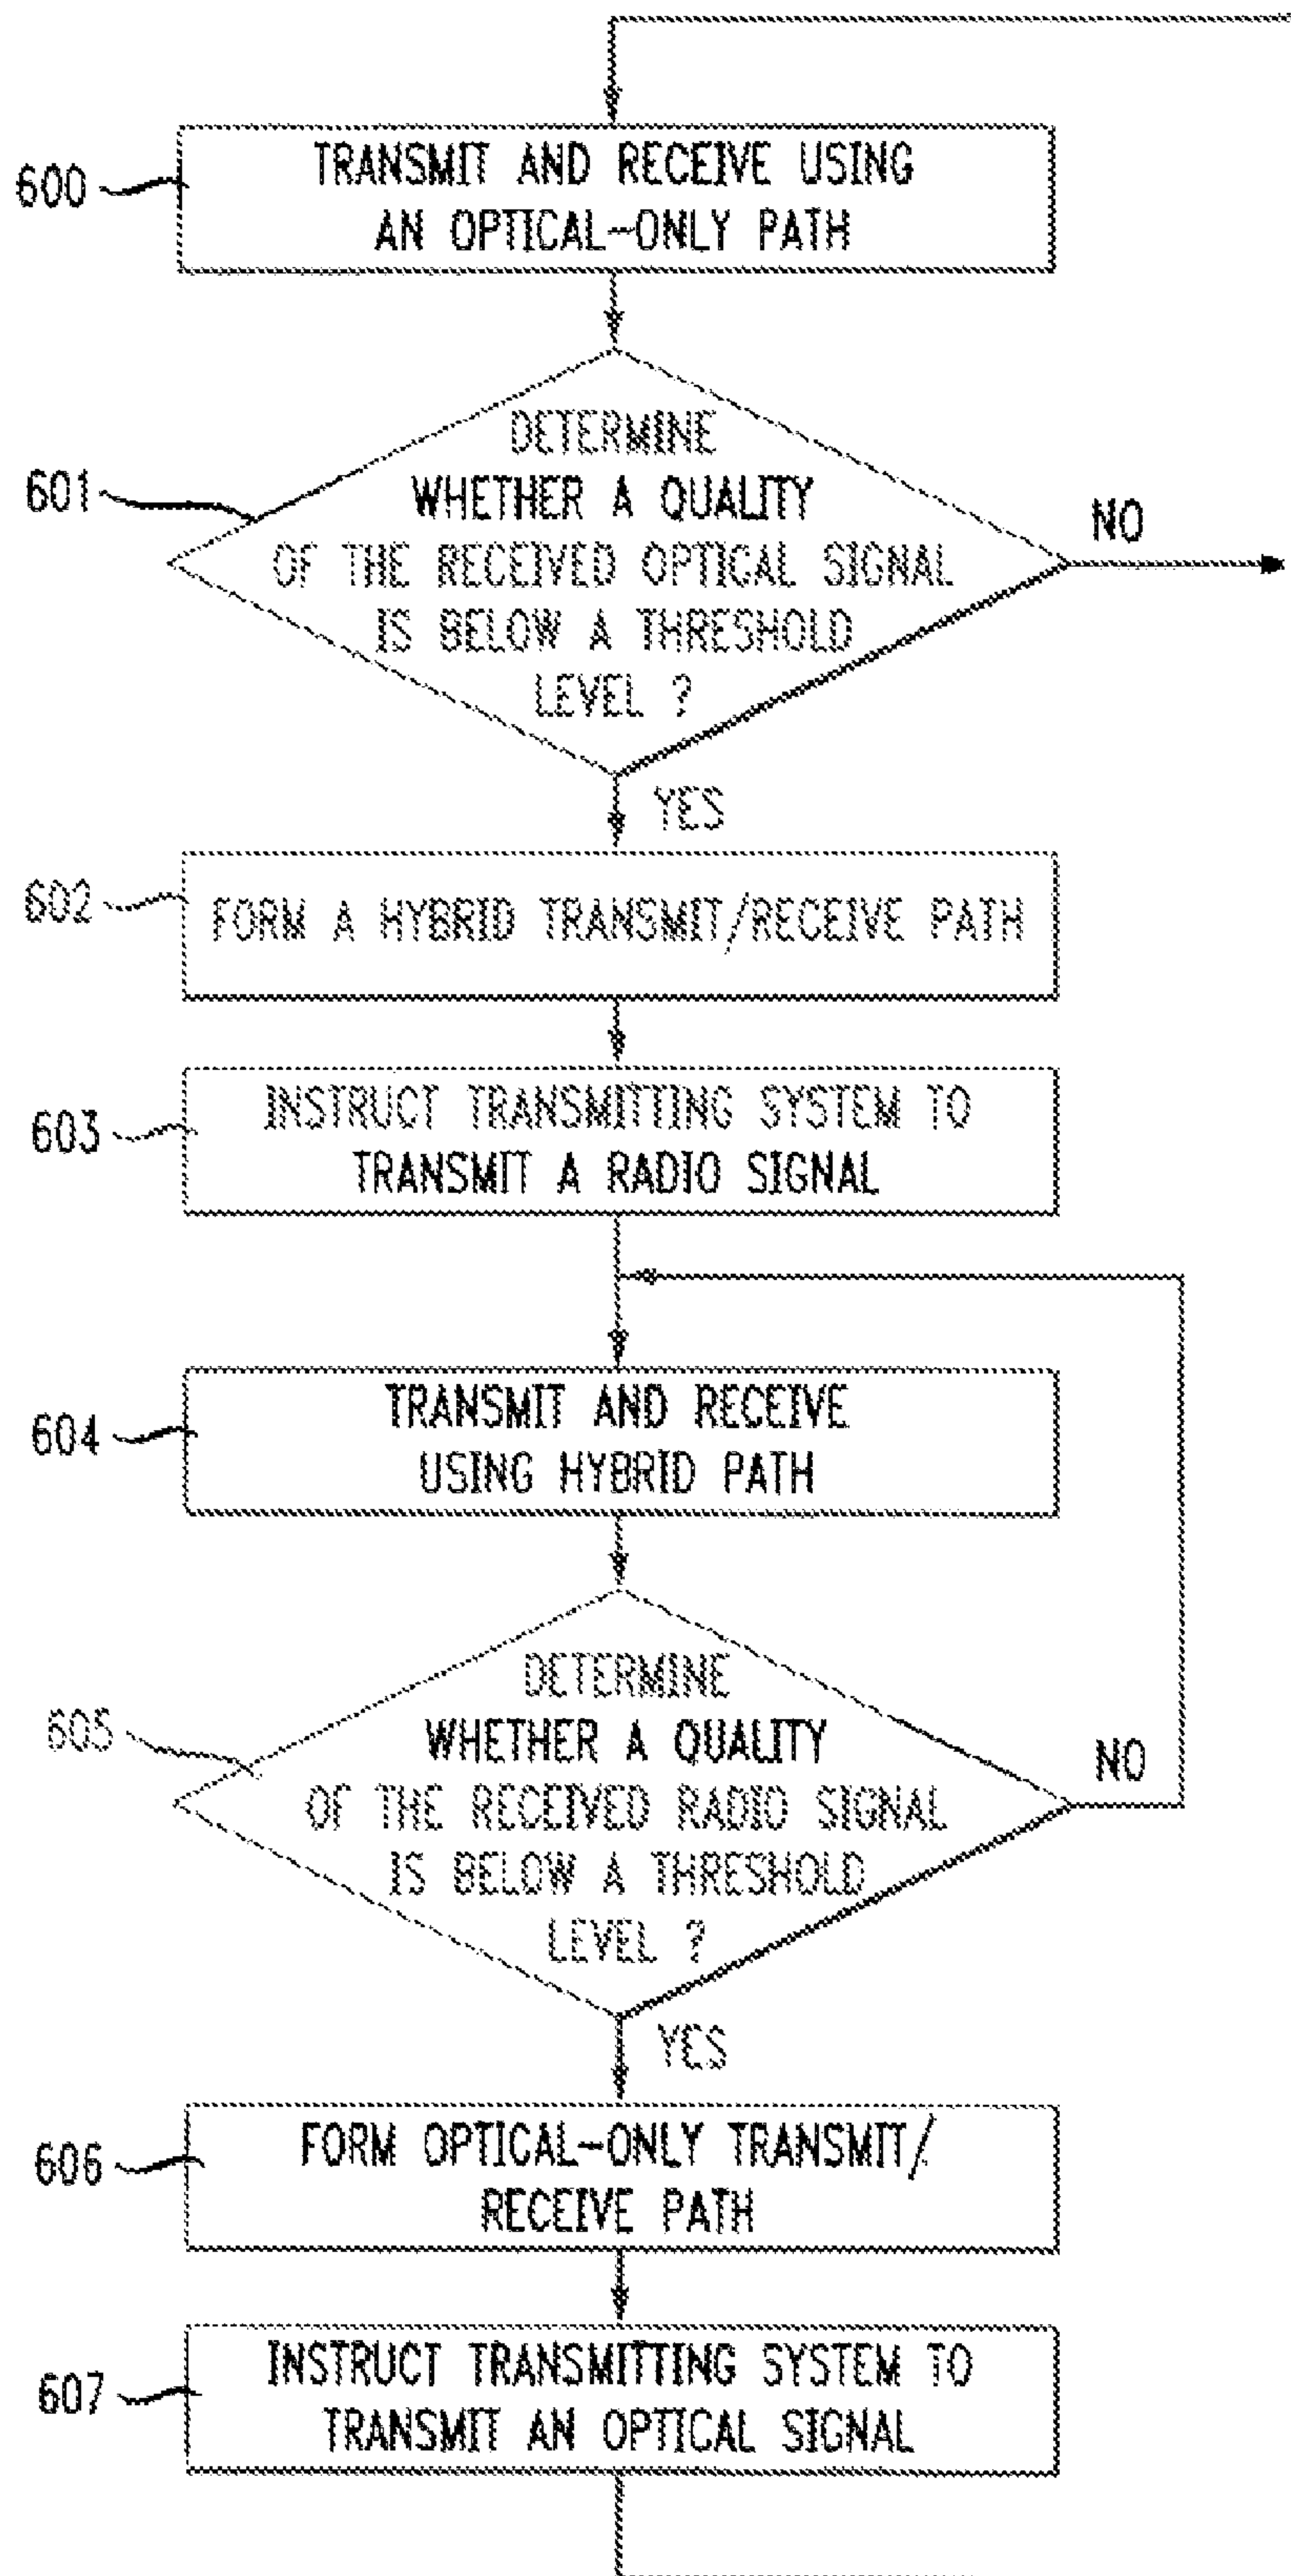 600
TRANSMIT AND RECEIVE USING
AN OPTICAL-ONLY PATH
601
DETERMINE
WHETHER A QUALITY
OF THE RECEIVED OPTICAL SIGNAL
IS BELOW A THRESHOLD
LEVEL ?
NO
YES
602
FORM A HYBRID TRANSMIT/RECEIVE PATH
603
INSTRUCT TRANSMITTING SYSTEM TO
TRANSMIT A RADIO SIGNAL
604
TRANSMIT AND RECEIVE
USING HYBRID PATH
605
DETERMINE
WHETHER A QUALITY
OF THE RECEIVED RADIO SIGNAL
IS BELOW A THRESHOLD
LEVEL ?
NO
YES
606
FORM OPTICAL-ONLY TRANSMIT/
RECEIVE PATH
607
INSTRUCT TRANSMITTING SYSTEM TO
TRANSMIT AN OPTICAL SIGNAL